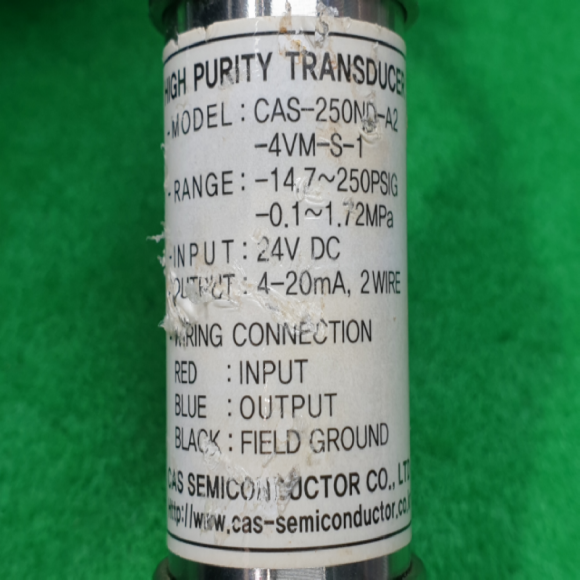 HIGH PURITY TRANSDUCER
-MODEL : CAS-250ND-A2
-4VM-S-1
-RANGE : -14.7~250PSIG
-0.1~1.72MPa
-INPUT : 24V DC
-OUTPUT : 4-20mA, 2WIRE
-WIRING CONNECTION
RED : INPUT
BLUE : OUTPUT
BLACK : FIELD GROUND
CAS SEMICONDUCTOR CO., LTD
http://www.cas-semiconductor.co.k